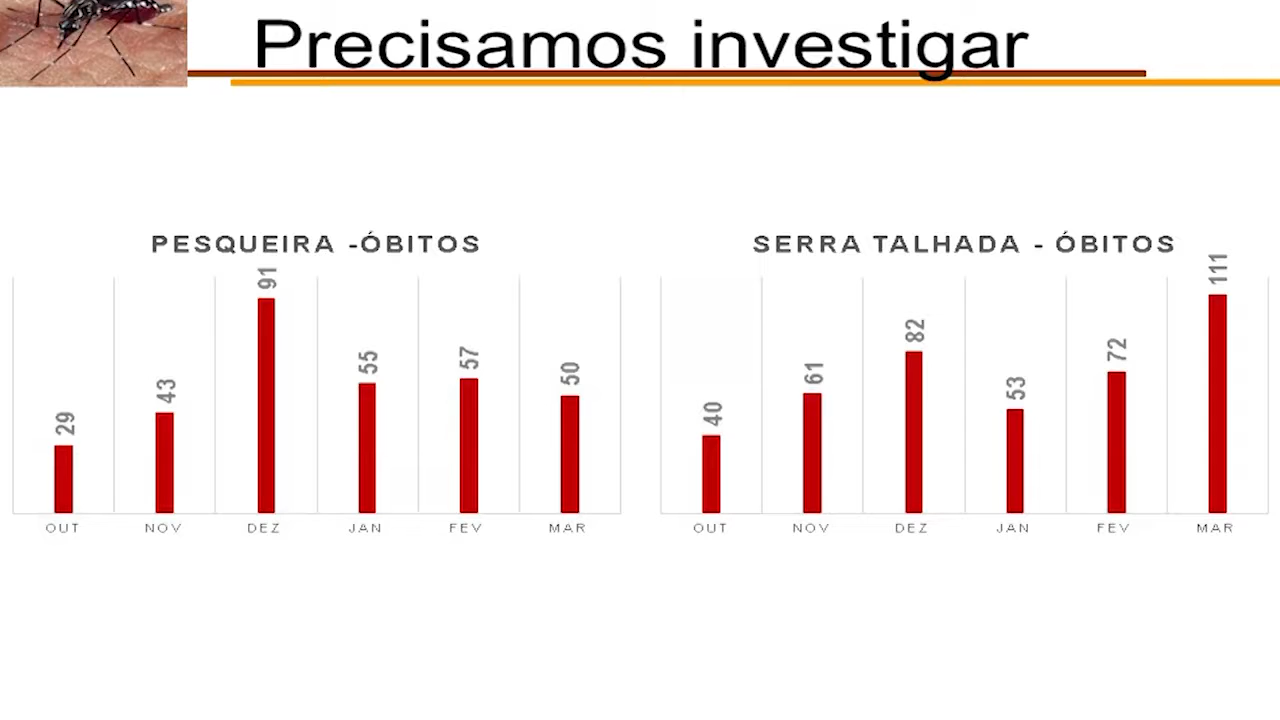 Precisamos investigar
PESQUEIRA -ÓBITOS
29
43
91
55
57
50
OUT NOV DEZ JAN FEV MAR
SERRA TALHADA - ÓBITOS
40
61
82
53
72
111
OUT NOV DEZ JAN FEV MAR